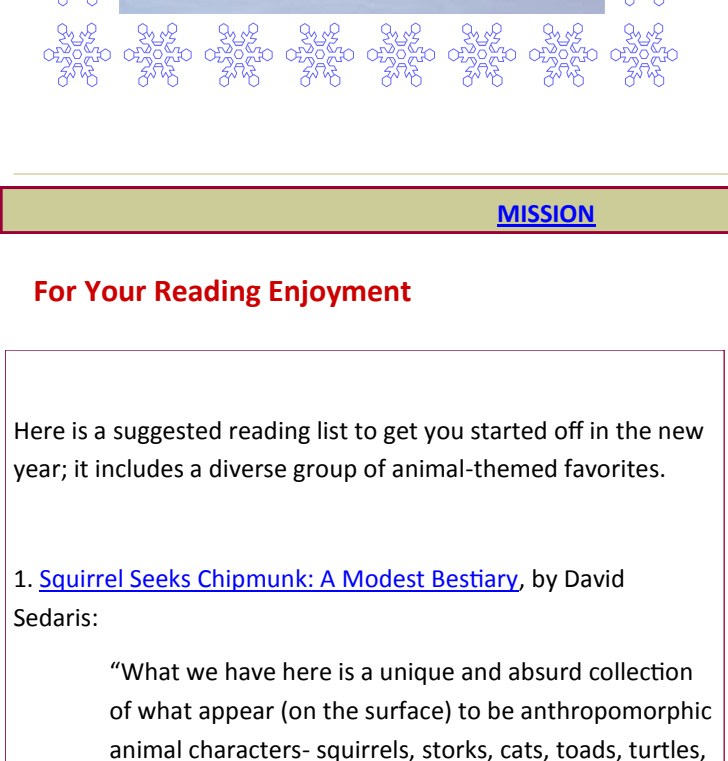 MISSION
For Your Reading Enjoyment
Here is a suggested reading list to get you started off in the new
year; it includes a diverse group of animal-themed favorites.
1. Squirrel Seeks Chipmunk: A Modest Bestiary, by David
Sedaris:
“What we have here is a unique and absurd collection
of what appear (on the surface) to be anthropomorphic
animal characters- squirrels, storks, cats, toads, turtles,